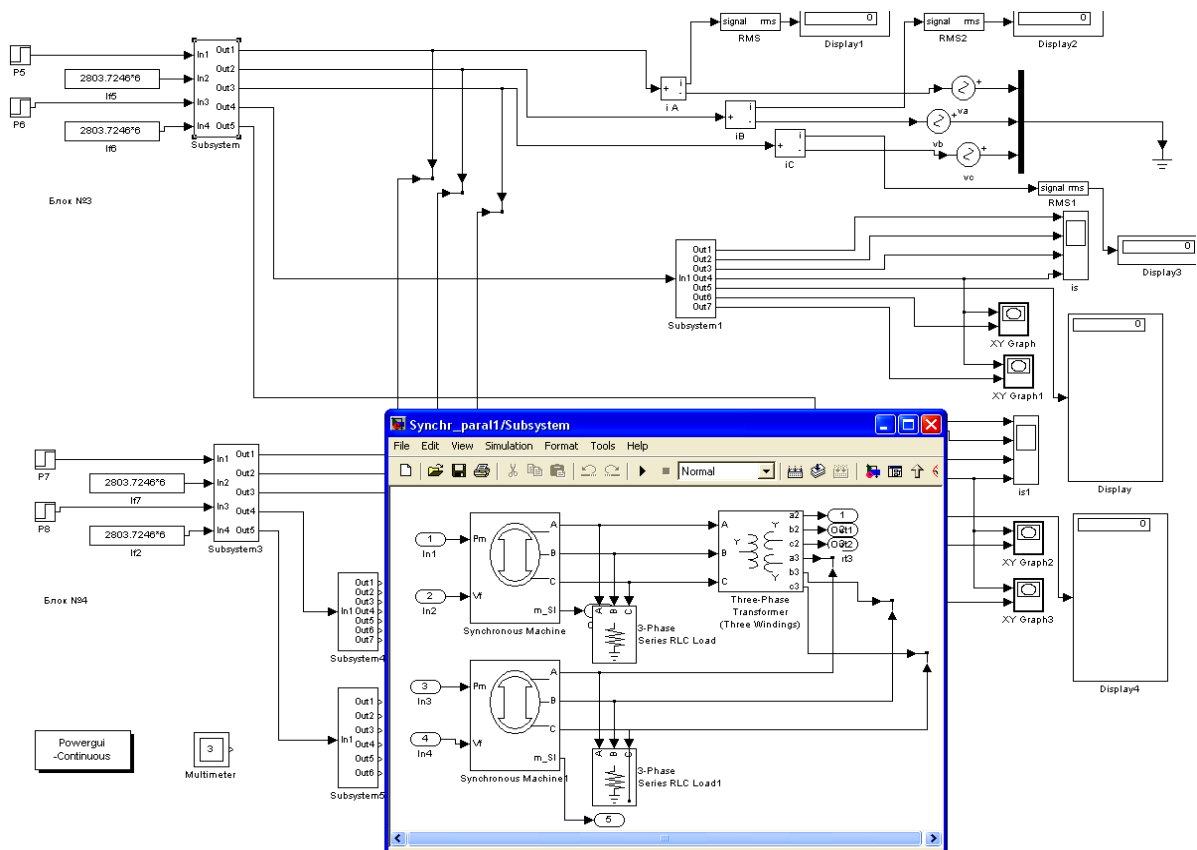 P5
2803.7246*6
If5
P6
2803.7246*6
If6
In1
In2
In3
In4
Out1
Out2
Out3
Out4
Out5
Subsystem
Блок №3
signal rms
RMS
0
Display1
signal rms
RMS2
0
Display2
+ i -
i A
+ i -
iB
+ i -
iC
+
va
+
vb
+
vc
signal rms
RMS1
0
Display3
In1
Out1
Out2
Out3
Out4
Out5
Out6
Out7
Subsystem1
is
XY Graph
XY Graph1
0
Display
is1
XY Graph2
XY Graph3
0
Display4
P7
2803.7246*6
If7
P8
2803.7246*6
If2
In1
In2
In3
In4
Out1
Out2
Out3
Out4
Out5
Subsystem3
Блок №4
In1
Out1
Out2
Out3
Out4
Out5
Out6
Out7
Subsystem4
In1
Out1
Out2
Out3
Out4
Out5
Out6
Subsystem5
Powergui
-Continuous
3
Multimeter
Synchr_paral1/Subsystem
File Edit View Simulation Format Tools Help
Normal
1
In1
2
In2
Pm
Vf
A
B
C
m_SI
Synchronous Machine
A B C
3-Phase
Series RLC Load
A
B
C
Y
Y
Y
a2
b2
c2
a3
b3
c3
Three-Phase
Transformer
(Three Windings)
1
Out1
it3
3
In3
4
In4
Pm
Vf
A
B
C
m_SI
Synchronous Machine1
A B C
3-Phase
Series RLC Load1
5